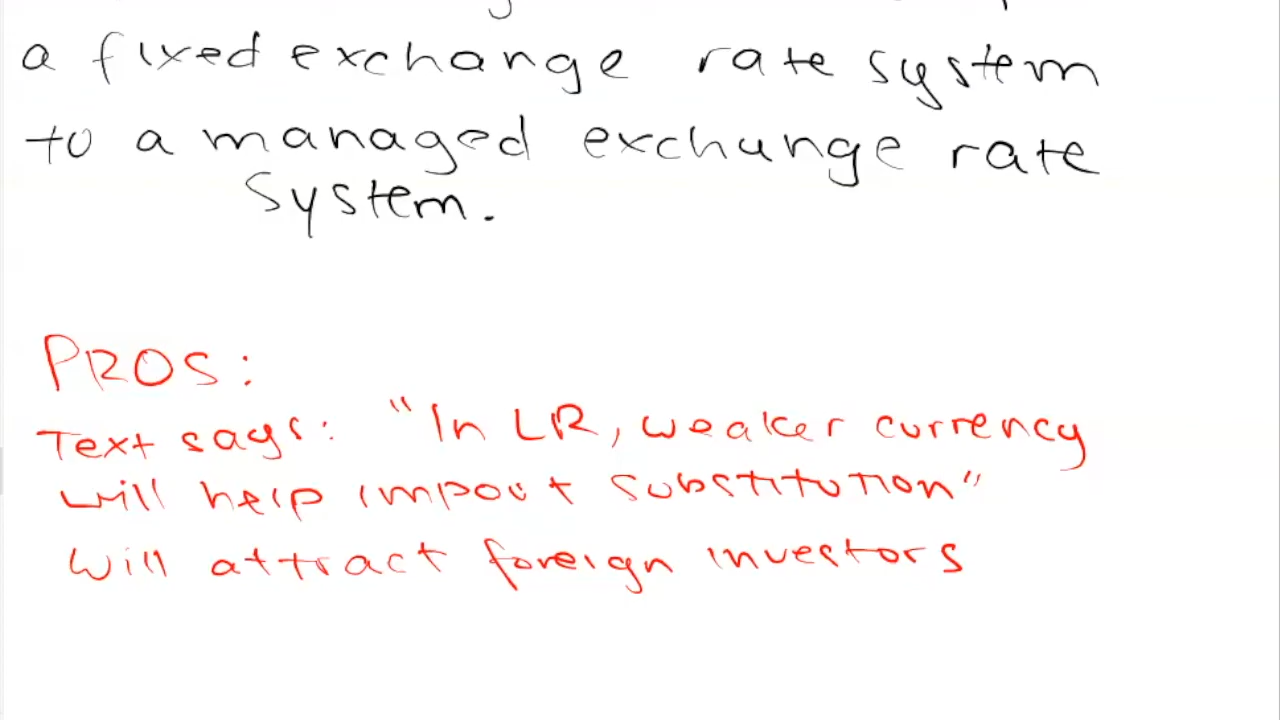 a fixed exchange rate system
to a managed exchange rate
system.
PROS:
Text says: "In LR, weaker currency
will help import substitution"
will attract foreign investors